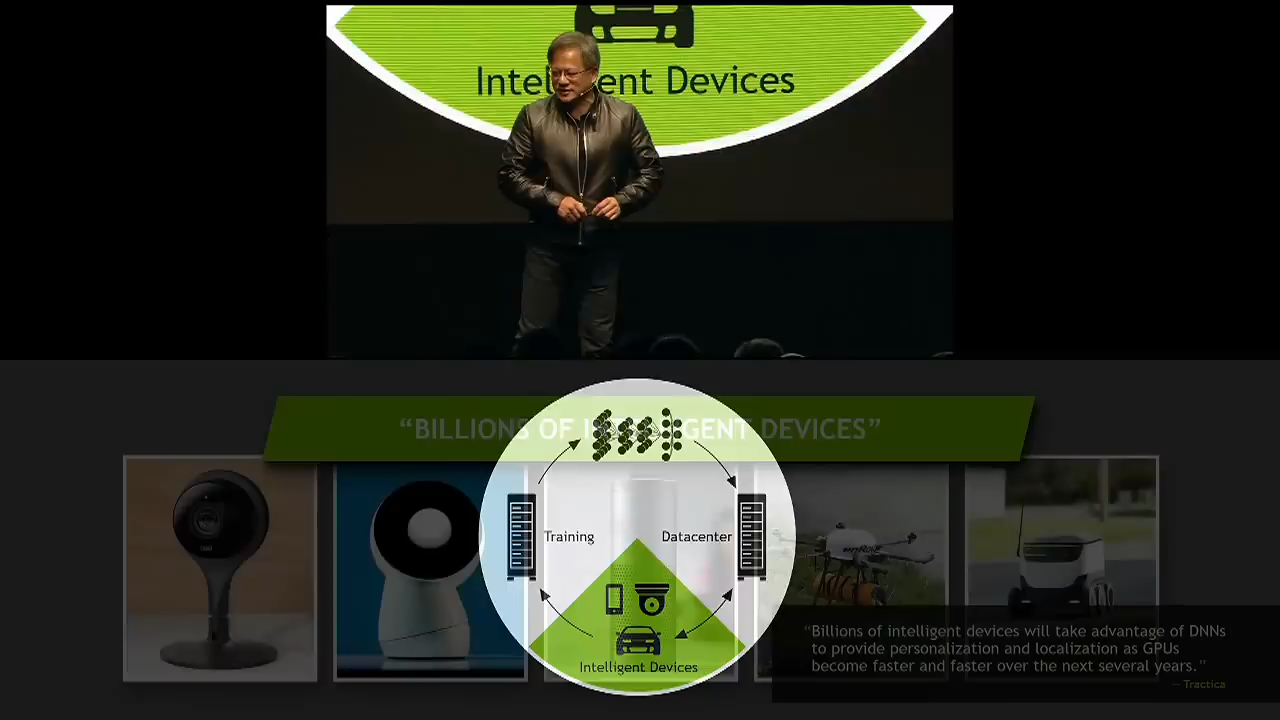 Intelligent Devices
“BILLIONS OF INTELLIGENT DEVICES”
Training
Datacenter
Intelligent Devices
“Billions of intelligent devices will take advantage of DNNs
to provide personalization and localization as GPUs
become faster and faster over the next several years.”
— Tractica